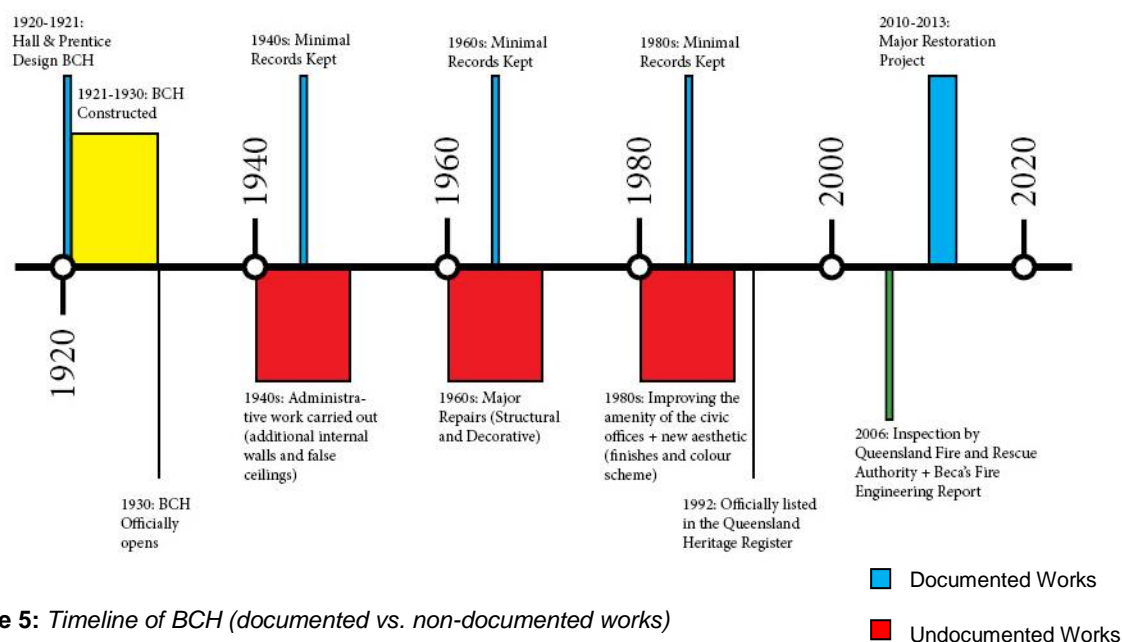 1920-1921:
Hall & Prentice
Design BCH
1921-1930: BCH
Constructed
1940s: Minimal
Records Kept
1960s: Minimal
Records Kept
1980s: Minimal
Records Kept
2010-2013:
Major Restoration
Project
1920
1940
1960
1980
2000
2020
1930: BCH
Officially
opens
1940s: Administra-
tive work carried out
(additional internal
walls and false
ceilings)
1960s: Major
Repairs (Structural
and Decorative)
1980s: Improving the
amenity of the civic
offices + new aesthetic
(finishes and colour
scheme)
1992: Officially listed
in the Queensland
Heritage Register
2006: Inspection by
Queensland Fire and Rescue
Authority + Beca's Fire
Engineering Report
Documented Works
Undocumented Works
e 5: Timeline of BCH (documented vs. non-documented works)